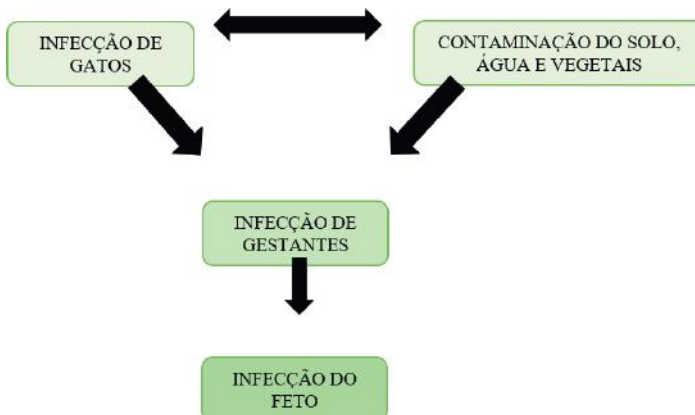 INFECÇÃO DE
GATOS
CONTAMINAÇÃO DO SOLO,
ÁGUA E VEGETAIS
INFECÇÃO DE
GESTANTES
INFECÇÃO DO
FETO